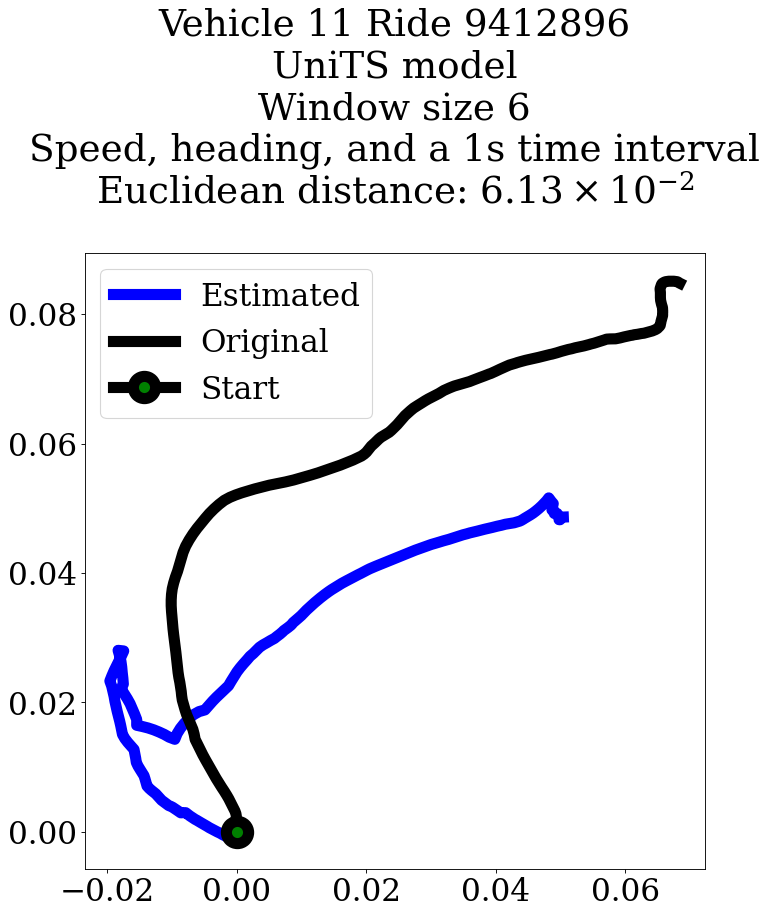 Vehicle 11 Ride 9412896
UniTS model
Window size 6
Speed, heading, and a 1s time interval
Euclidean distance: 6.13 × 10⁻²
Estimated
Original
Start
0.08
0.06
0.04
0.02
0.00
−0.02 0.00 0.02 0.04 0.06